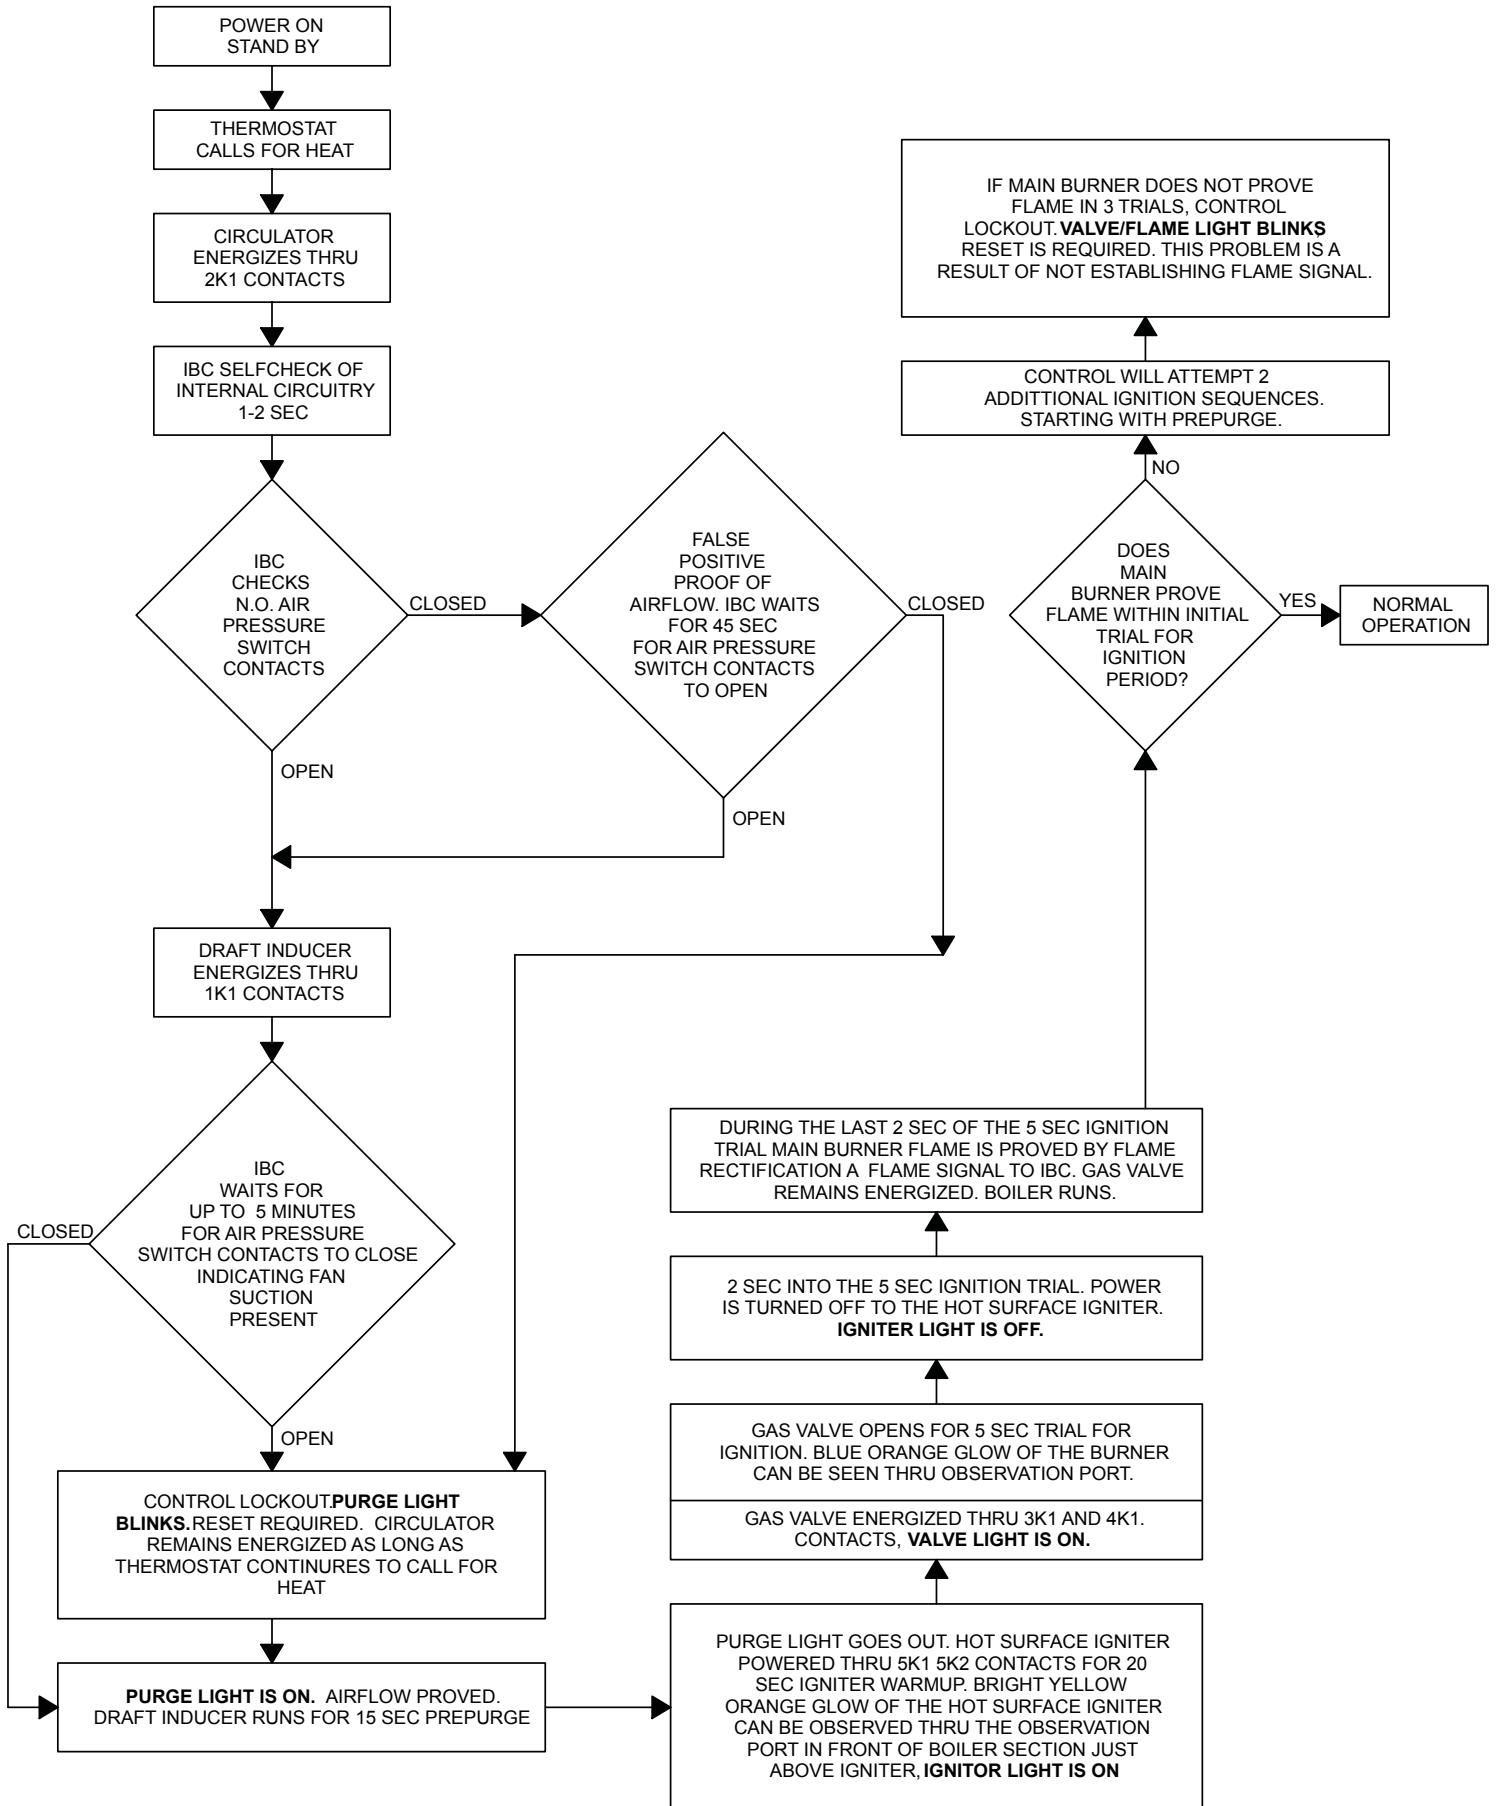 POWER ON
STAND BY
THERMOSTAT
CALLS FOR HEAT
CIRCULATOR
ENERGIZES THRU
2K1 CONTACTS
IBC SELFCHECK OF
INTERNAL CIRCUITRY
1-2 SEC
IBC
CHECKS
N.O. AIR
PRESSURE
SWITCH
CONTACTS
CLOSED
OPEN
FALSE
POSITIVE
PROOF OF
AIRFLOW. IBC WAITS
FOR 45 SEC
FOR AIR PRESSURE
SWITCH CONTACTS
TO OPEN
CLOSED
OPEN
DRAFT INDUCER
ENERGIZES THRU
1K1 CONTACTS
IBC
WAITS FOR
UP TO 5 MINUTES
FOR AIR PRESSURE
SWITCH CONTACTS TO CLOSE
INDICATING FAN
SUCTION
PRESENT
CLOSED
OPEN
CONTROL LOCKOUT.PURGE LIGHT
BLINKS.RESET REQUIRED. CIRCULATOR
REMAINS ENERGIZED AS LONG AS
THERMOSTAT CONTINURES TO CALL FOR
HEAT
PURGE LIGHT IS ON. AIRFLOW PROVED.
DRAFT INDUCER RUNS FOR 15 SEC PREPURGE
PURGE LIGHT GOES OUT. HOT SURFACE IGNITER
POWERED THRU 5K1 5K2 CONTACTS FOR 20
SEC IGNITER WARMUP. BRIGHT YELLOW
ORANGE GLOW OF THE HOT SURFACE IGNITER
CAN BE OBSERVED THRU THE OBSERVATION
PORT IN FRONT OF BOILER SECTION JUST
ABOVE IGNITER, IGNITOR LIGHT IS ON
GAS VALVE OPENS FOR 5 SEC TRIAL FOR
IGNITION. BLUE ORANGE GLOW OF THE BURNER
CAN BE SEEN THRU OBSERVATION PORT.
GAS VALVE ENERGIZED THRU 3K1 AND 4K1.
CONTACTS, VALVE LIGHT IS ON.
2 SEC INTO THE 5 SEC IGNITION TRIAL. POWER
IS TURNED OFF TO THE HOT SURFACE IGNITER.
IGNITER LIGHT IS OFF.
DURING THE LAST 2 SEC OF THE 5 SEC IGNITION
TRIAL MAIN BURNER FLAME IS PROVED BY FLAME
RECTIFICATION A FLAME SIGNAL TO IBC. GAS VALVE
REMAINS ENERGIZED. BOILER RUNS.
DOES
MAIN
BURNER PROVE
FLAME WITHIN INITIAL
TRIAL FOR
IGNITION
PERIOD?
YES
NORMAL
OPERATION
NO
CONTROL WILL ATTEMPT 2
ADDITTIONAL IGNITION SEQUENCES.
STARTING WITH PREPURGE.
IF MAIN BURNER DOES NOT PROVE
FLAME IN 3 TRIALS, CONTROL
LOCKOUT. VALVE/FLAME LIGHT BLINKS,
RESET IS REQUIRED. THIS PROBLEM IS A
RESULT OF NOT ESTABLISHING FLAME SIGNAL.